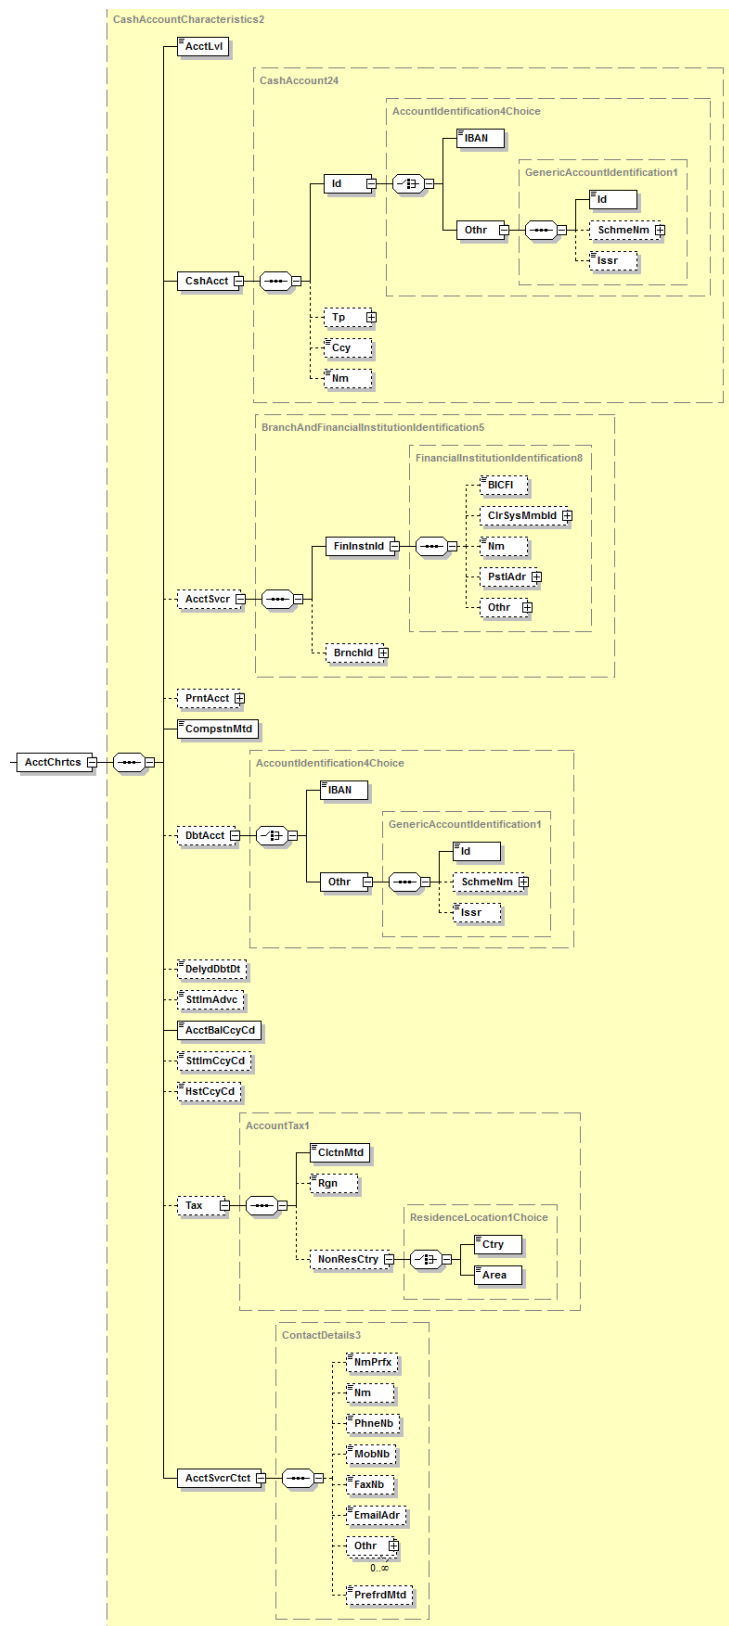 CashAccountCharacteristics2
AcctLvl
CashAccount24
AccountIdentification4Choice
IBAN
GenericAccountIdentification1
Id
Id
Othr
SchmeNm
Issr
CshAcct
Tp
Ccy
Nm
BranchAndFinancialInstitutionIdentification5
FinancialInstitutionIdentification8
BICFI
ClrSysMmbId
FinInstnId
Nm
PstlAdr
AcctSvcr
Othr
BrnchId
PrntAcct
CompstnMtd
AcctChrtcs
AccountIdentification4Choice
IBAN
GenericAccountIdentification1
DbtAcct
Id
Othr
SchmeNm
Issr
DelydDbtDt
SttlmAdvc
AcctBalCcyCd
SttlmCcyCd
HstCcyCd
AccountTax1
ClctnMtd
Rgn
Tax
ResidenceLocation1Choice
Ctry
NonResCtry
Area
ContactDetails3
NmPrfx
Nm
PhneNb
MobNb
AcctSvcrCtct
FaxNb
EmailAdr
Othr
0..∞
PrefrdMtd